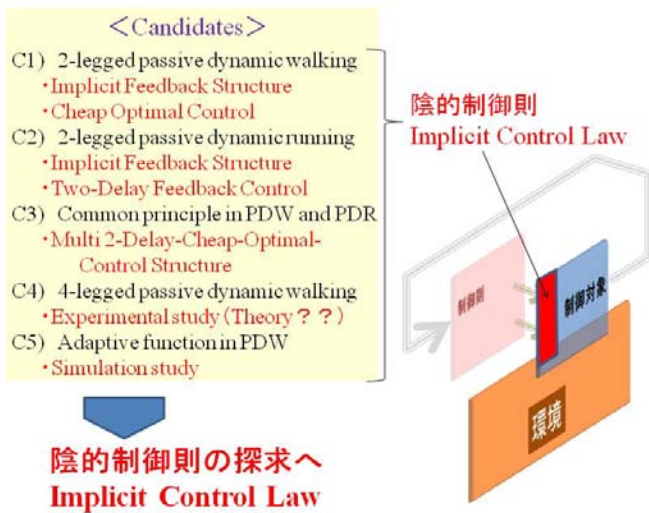 ＜Candidates＞
C1) 2-legged passive dynamic walking
・Implicit Feedback Structure
・Cheap Optimal Control
C2) 2-legged passive dynamic running
・Implicit Feedback Structure
・Two-Delay Feedback Control
C3) Common principle in PDW and PDR
・Multi 2-Delay-Cheap-Optimal-
Control Structure
C4) 4-legged passive dynamic walking
・Experimental study (Theory？？)
C5) Adaptive function in PDW
・Simulation study
陰的制御則の探求へ
Implicit Control Law
陰的制御則
Implicit Control Law
制御則
制御対象
環境